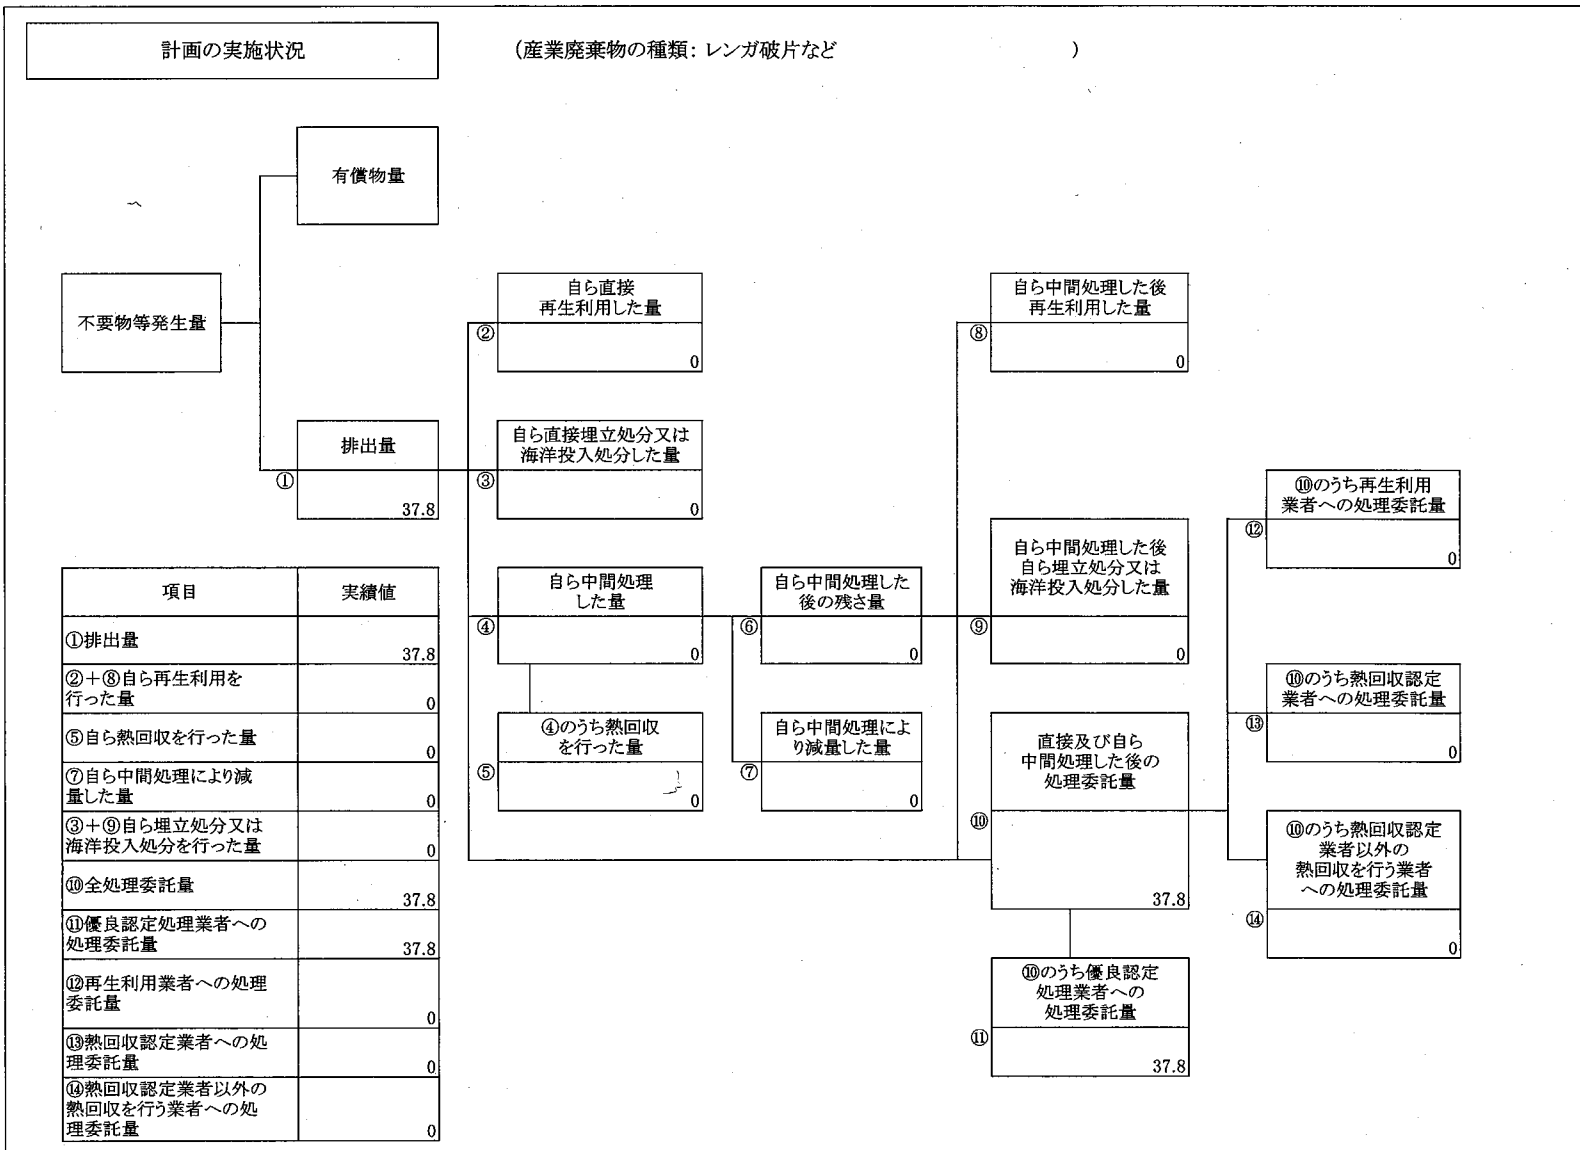 計画の実施状況
(産業廃棄物の種類: レンガ破片など )
有償物量
不要物等発生量
自ら直接
再生利用した量
②
0
自ら中間処理した後
再生利用した量
⑧
0
排出量
①
37.8
自ら直接埋立処分又は
海洋投入処分した量
③
0
⑩のうち再生利用
業者への処理委託量
⑫
0
自ら中間処理した後
自ら埋立処分又は
海洋投入処分した量
⑨
0
自ら中間処理
した量
④
0
自ら中間処理した
後の残さ量
⑥
0
⑩のうち熱回収認定
業者への処理委託量
⑬
0
④のうち熱回収
を行った量
⑤
0
自ら中間処理によ
り減量した量
⑦
0
直接及び自ら
中間処理した後の
処理委託量
⑩
37.8
⑩のうち熱回収認定
業者以外の
熱回収を行う業者
への処理委託量
⑭
0
⑩のうち優良認定
処理業者への
処理委託量
⑪
37.8
項目 実績値
①排出量
37.8
②+⑧自ら再生利用を
行った量
0
⑤自ら熱回収を行った量
0
⑦自ら中間処理により減
量した量
0
③+⑨自ら埋立処分又は
海洋投入処分を行った量
0
⑩全処理委託量
37.8
⑪優良認定処理業者への
処理委託量
37.8
⑫再生利用業者への処理
委託量
0
⑬熱回収認定業者への処
理委託量
0
⑭熱回収認定業者以外の
熱回収を行う業者への処
理委託量
0